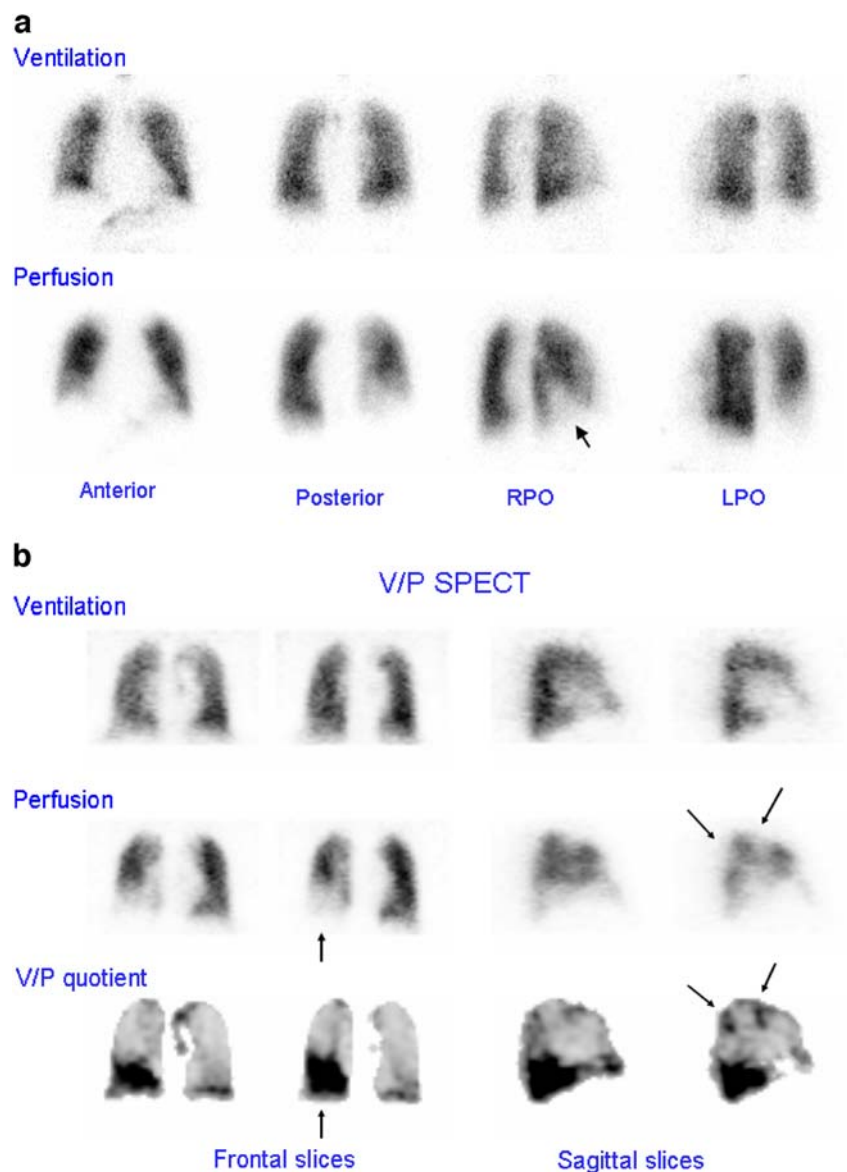 a
Ventilation
Perfusion
Anterior Posterior RPO LPO
b
V/P SPECT
Ventilation
Perfusion
V/P quotient
Frontal slices Sagittal slices